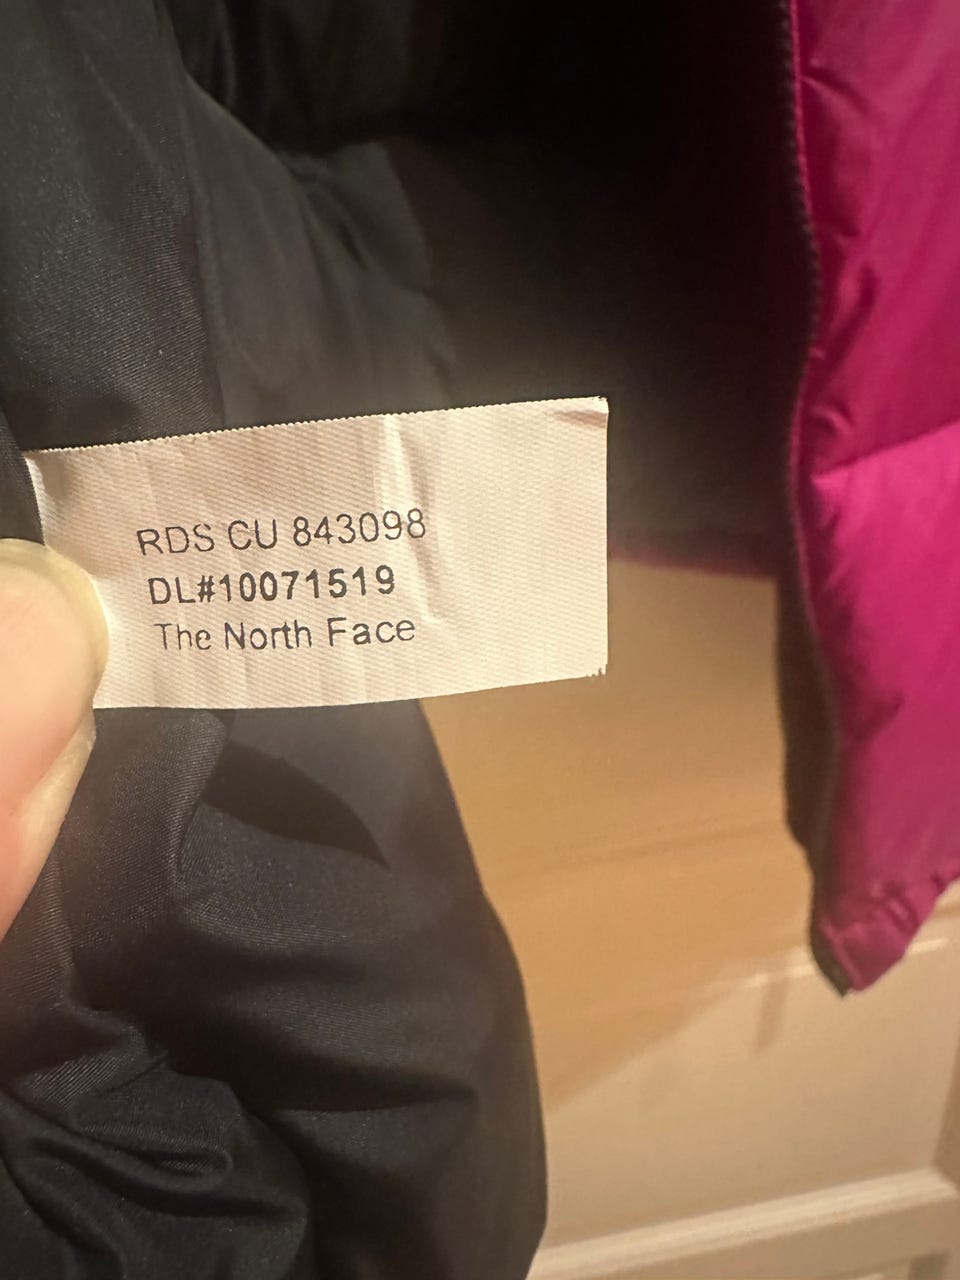 RDS CU 843098
DL#10071519
The North Face